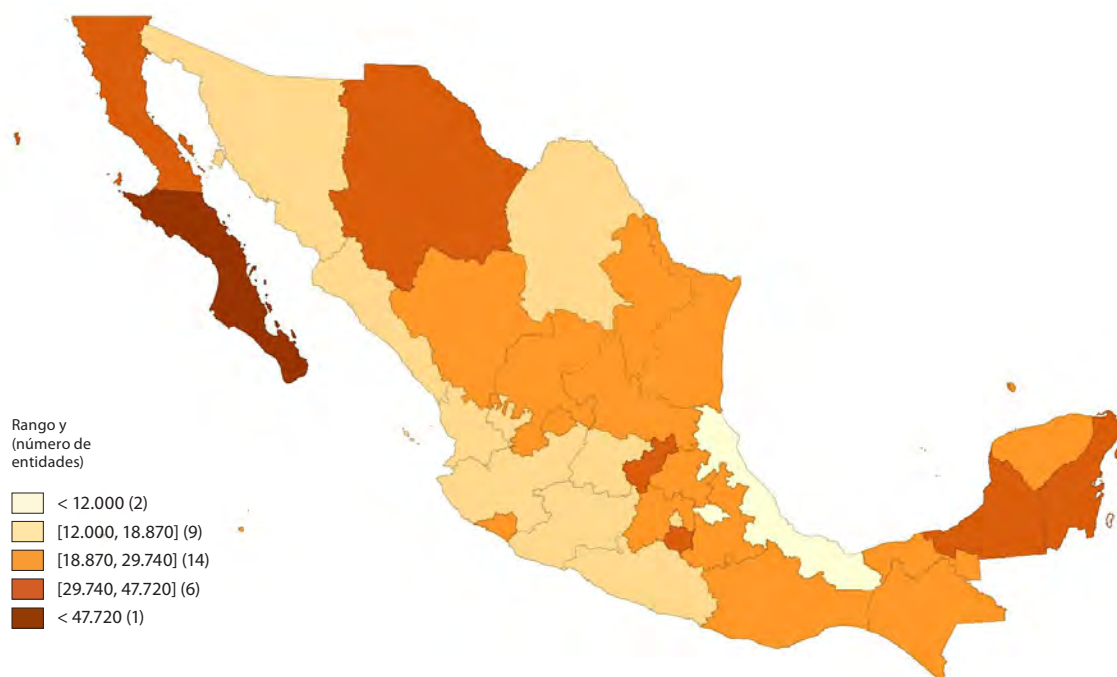 Rango y
(número de
entidades)
< 12.000 (2)
[12.000, 18.870] (9)
[18.870, 29.740] (14)
[29.740, 47.720] (6)
< 47.720 (1)